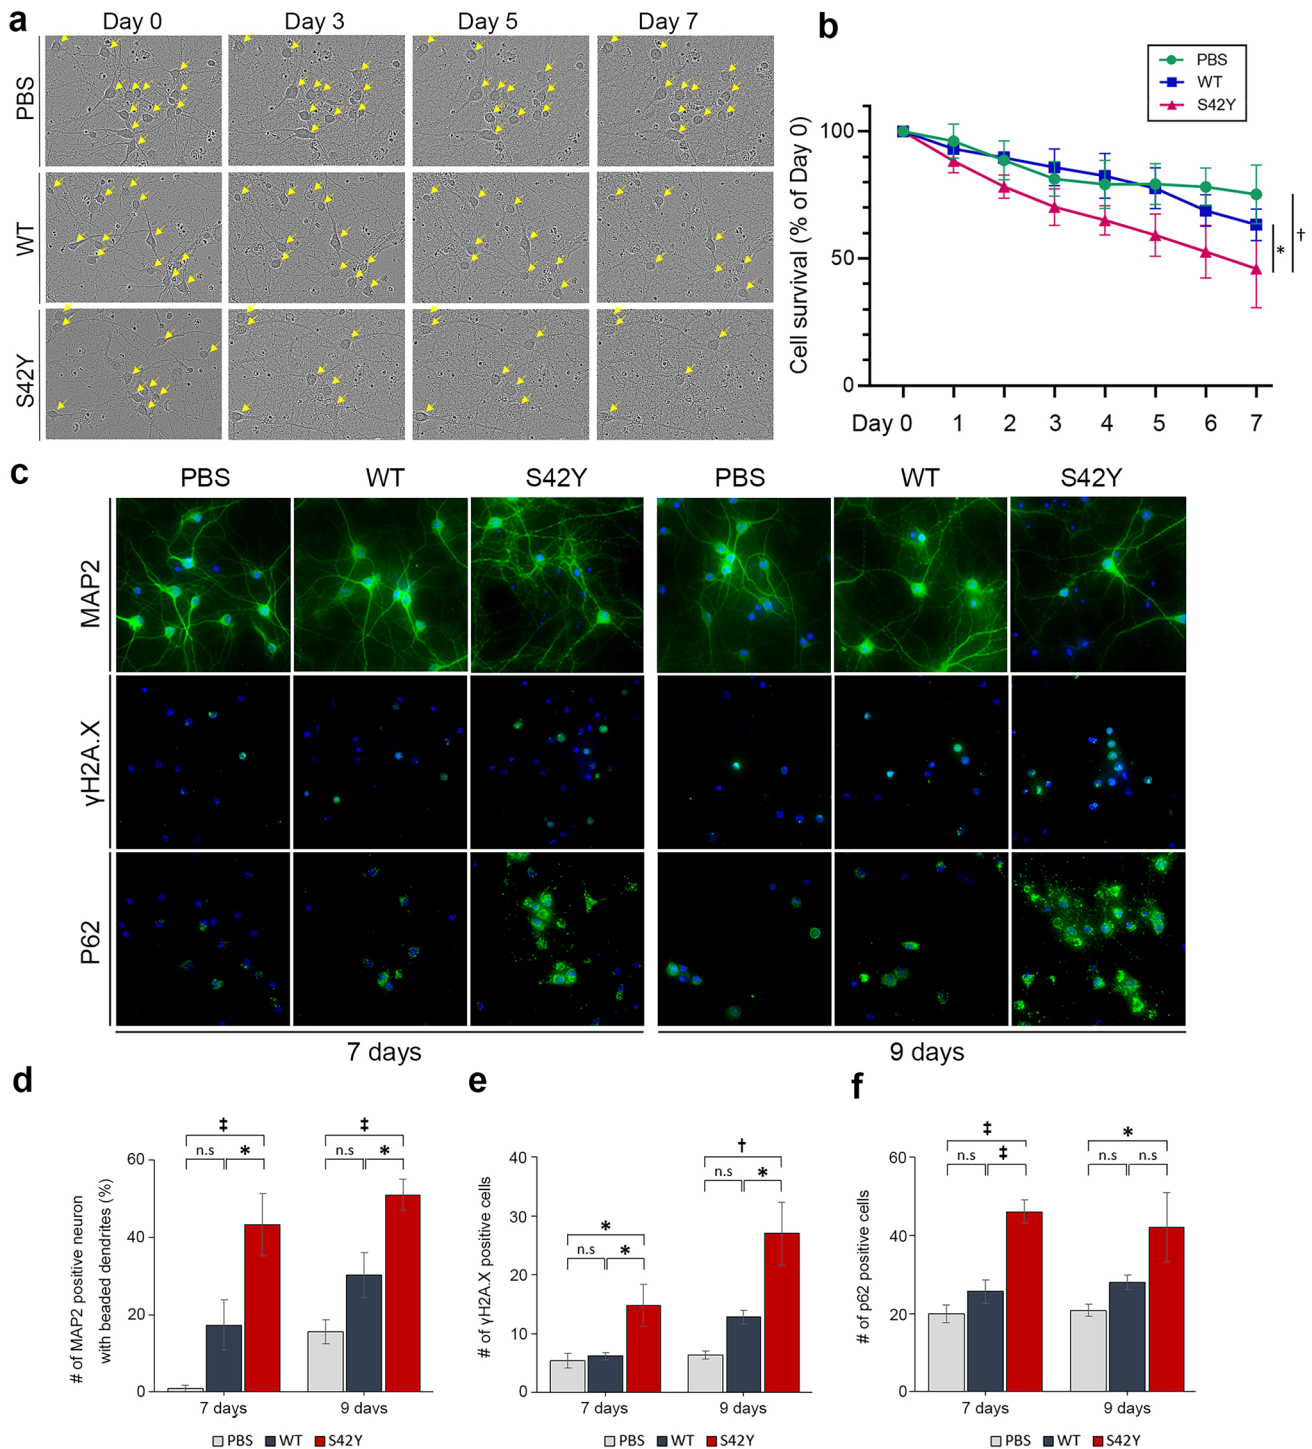 a
Day 0 Day 3 Day 5 Day 7
PBS
WT
S42Y
b
PBS
WT
S42Y
Cell survival (% of Day 0)
100
50
0
Day 0 1 2 3 4 5 6 7
*
†
c
PBS WT S42Y PBS WT S42Y
MAP2
γH2A.X
P62
7 days 9 days
d
# of MAP2 positive neuron
with beaded dendrites (%)
60
40
20
0
‡ ‡
n.s * n.s *
7 days 9 days
PBS WT S42Y
e
# of γH2A.X positive cells
40
30
20
10
0
* †
n.s * n.s *
7 days 9 days
PBS WT S42Y
f
# of p62 positive cells
60
40
20
0
‡ *
n.s ‡ n.s n.s
7 days 9 days
PBS WT S42Y